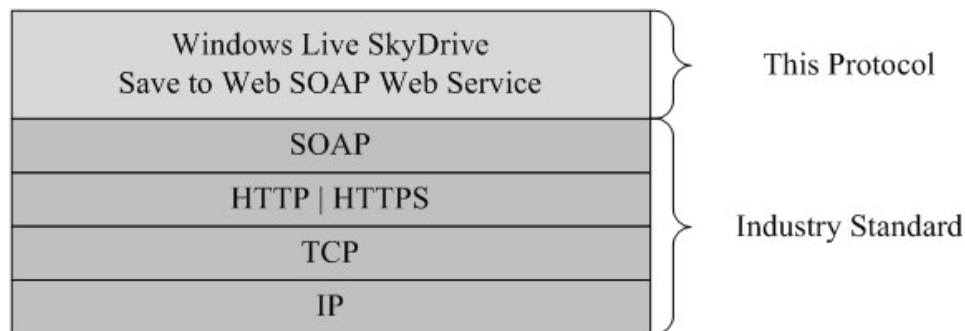 Windows Live SkyDrive
Save to Web SOAP Web Service
This Protocol
SOAP
HTTP | HTTPS
TCP
IP
Industry Standard